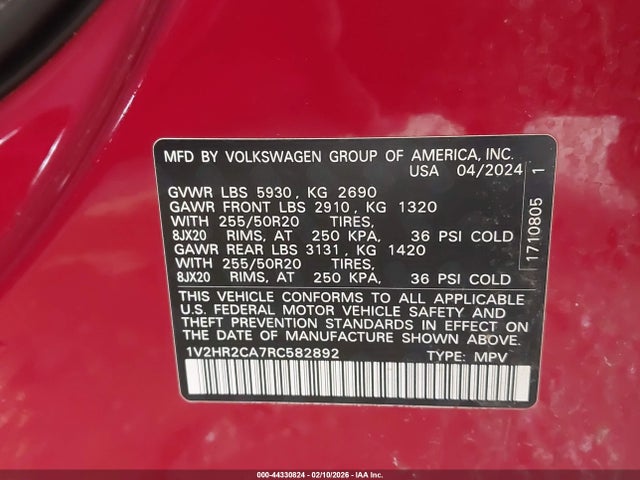 MFD BY VOLKSWAGEN GROUP OF AMERICA, INC.
USA 04/2024
GVWR LBS 5930 , KG 2690
GAWR FRONT LBS 2910 , KG 1320
WITH 255/50R20 TIRES,
8JX20 RIMS, AT 250 KPA, 36 PSI COLD
GAWR REAR LBS 3131 , KG 1420
WITH 255/50R20 TIRES,
8JX20 RIMS, AT 250 KPA, 36 PSI COLD
THIS VEHICLE CONFORMS TO ALL APPLICABLE
U.S. FEDERAL MOTOR VEHICLE SAFETY AND
THEFT PREVENTION STANDARDS IN EFFECT ON
THE DATE OF MANUFACTURE SHOWN ABOVE.
1V2HR2CA7RC582892 TYPE: MPV
1710805 1
000-44330824 - 02/10/2026 - IAA Inc.